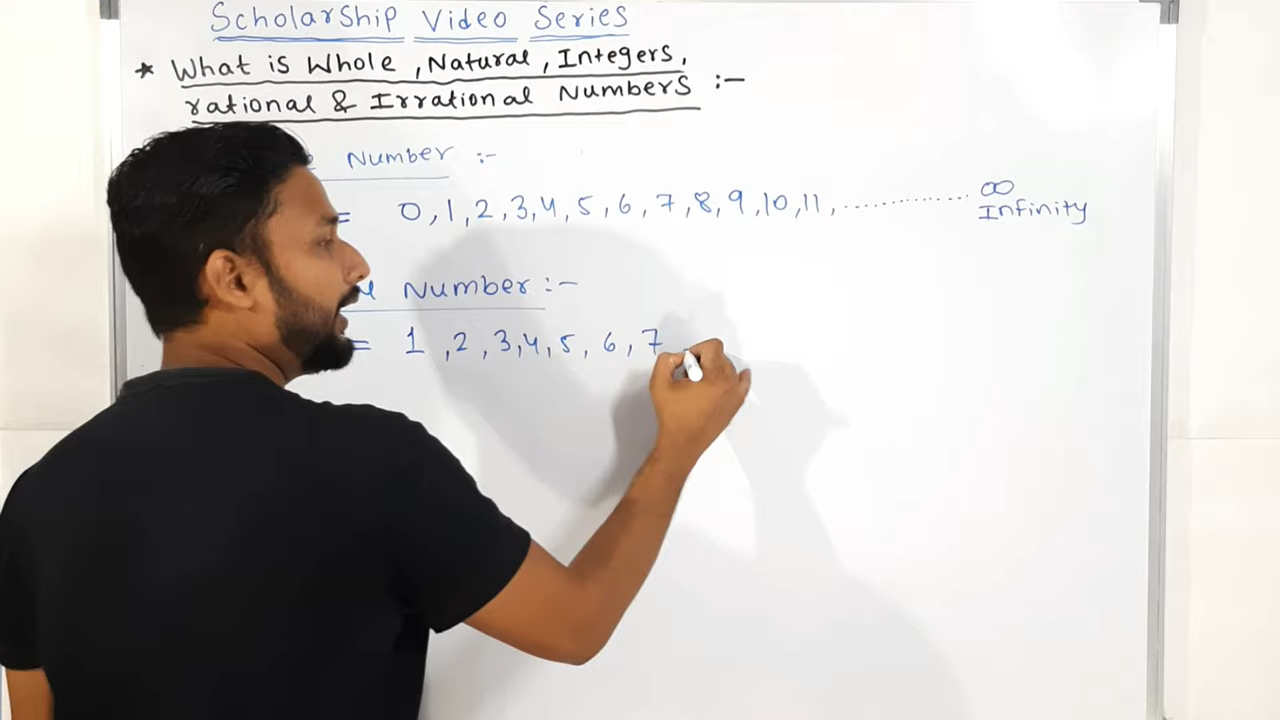 Scholarship Video Series
* What is Whole, Natural, Integers,
rational & Irrational Numbers :-
Number :-
= 0, 1, 2, 3, 4, 5, 6, 7, 8, 9, 10, 11, .............. ∞
Infinity
Number :-
= 1, 2, 3, 4, 5, 6, 7